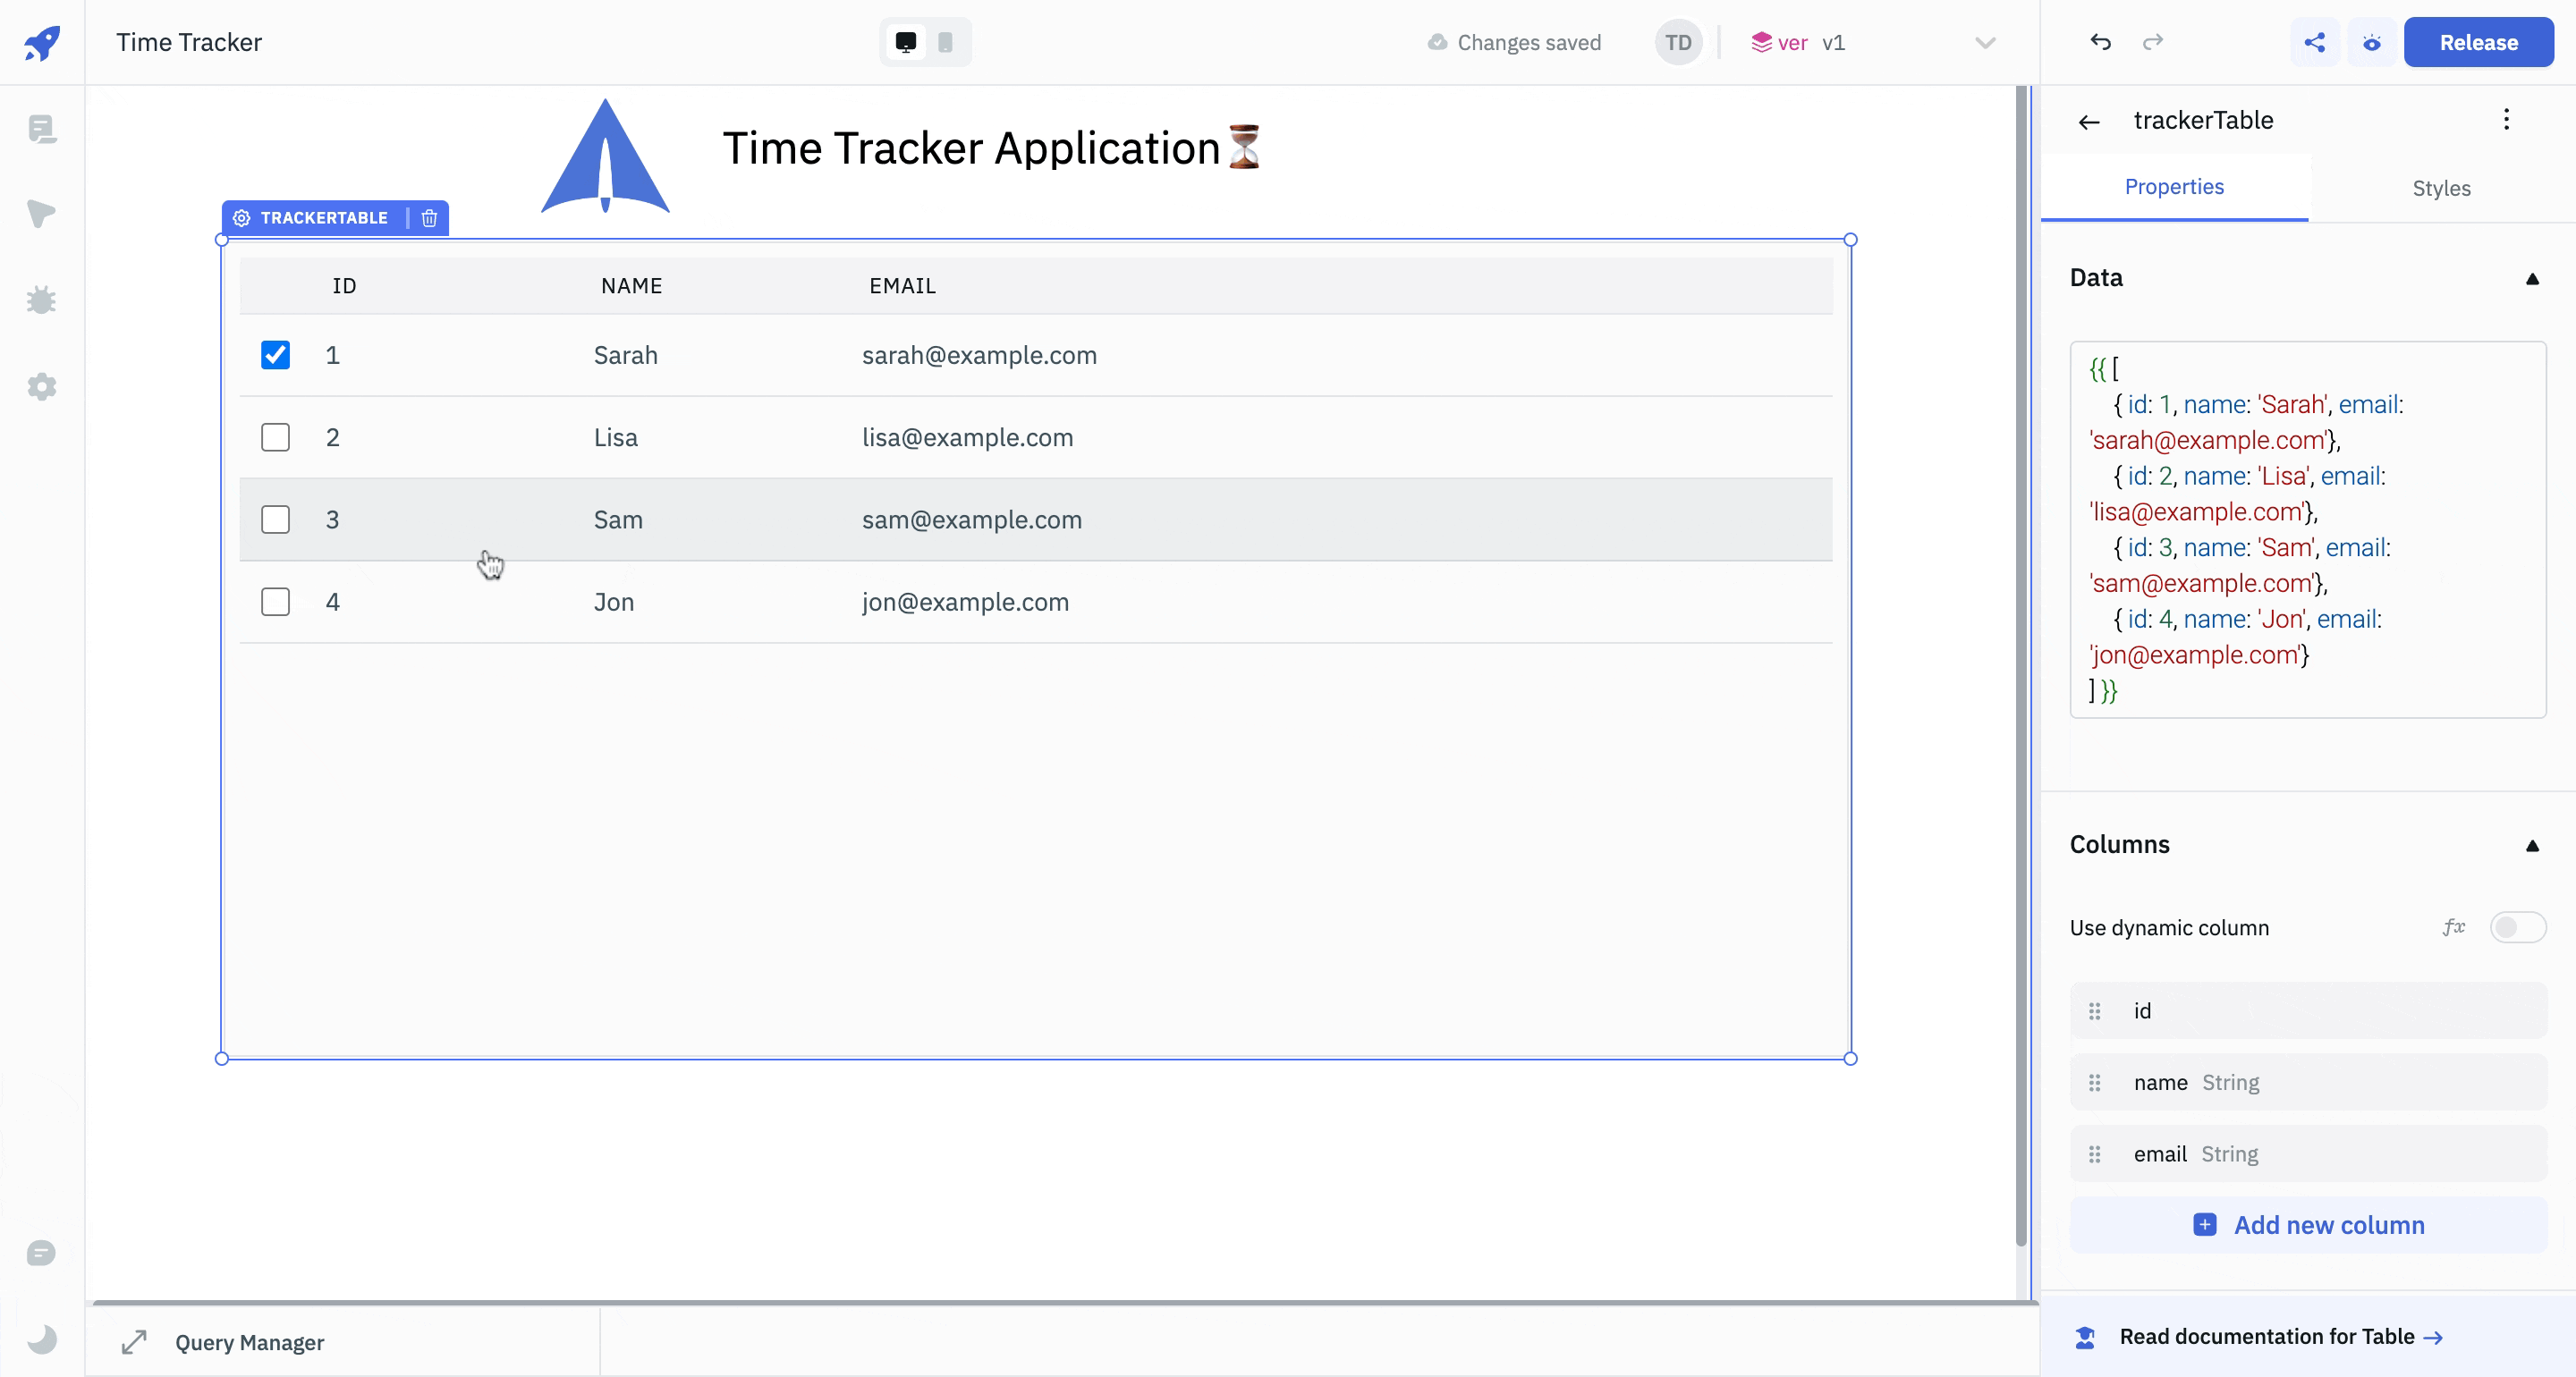 Time Tracker
Changes saved
TD
ver v1
Release
Time Tracker Application⏳
TRACKERTABLE
ID NAME EMAIL
1 Sarah sarah@example.com
2 Lisa lisa@example.com
3 Sam sam@example.com
4 Jon jon@example.com
Query Manager
trackerTable
Properties Styles
Data
{{ [
{ id: 1, name: 'Sarah', email:
'sarah@example.com'},
{ id: 2, name: 'Lisa', email:
'lisa@example.com'},
{ id: 3, name: 'Sam', email:
'sam@example.com'},
{ id: 4, name: 'Jon', email:
'jon@example.com'}
] }}
Columns
Use dynamic column fx
id
name String
email String
Add new column
Read documentation for Table →